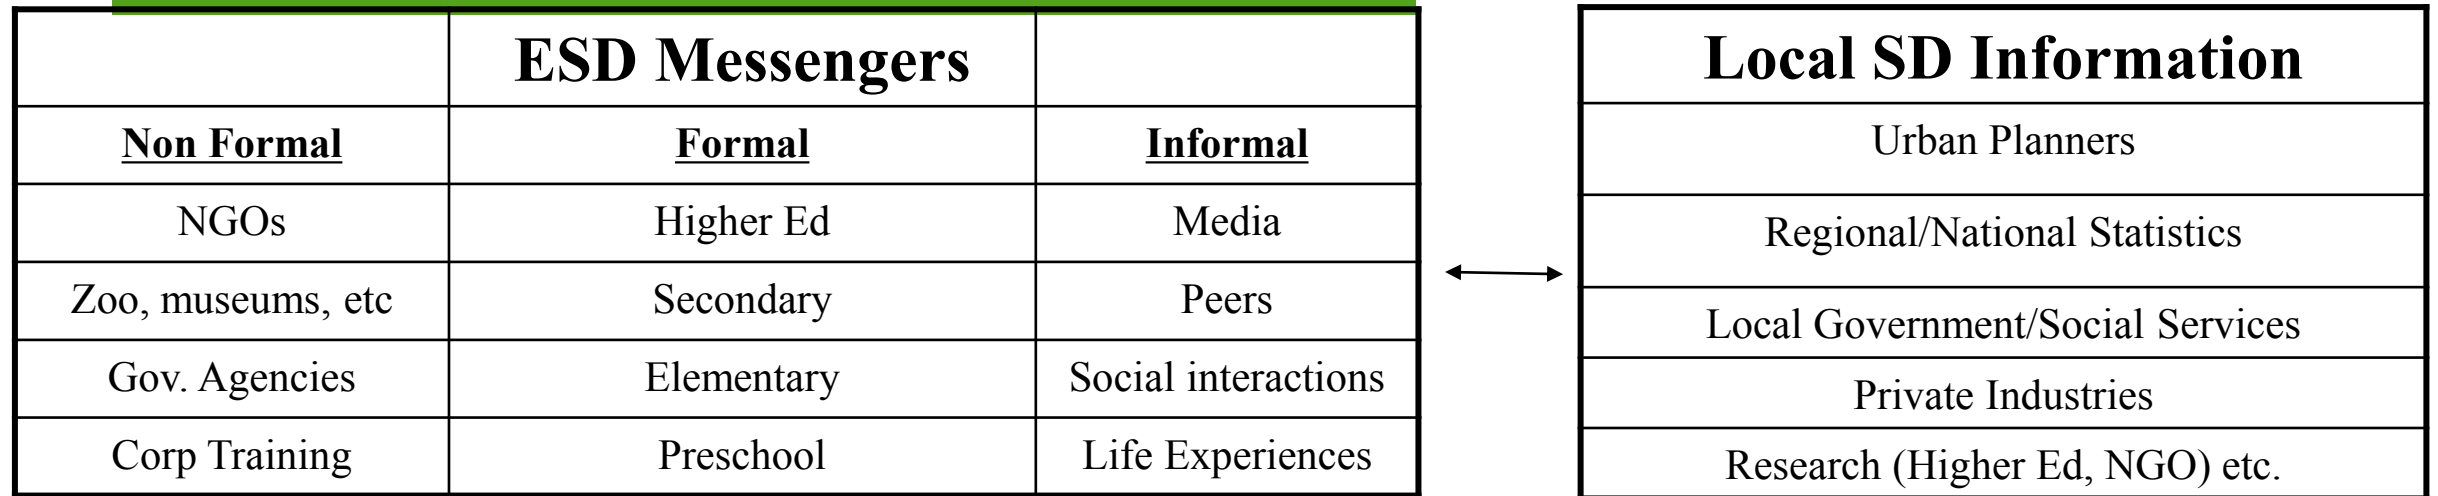 ESD Messengers
Non Formal Formal Informal
NGOs Higher Ed Media
Zoo, museums, etc Secondary Peers
Gov. Agencies Elementary Social interactions
Corp Training Preschool Life Experiences
Local SD Information
Urban Planners
Regional/National Statistics
Local Government/Social Services
Private Industries
Research (Higher Ed, NGO) etc.